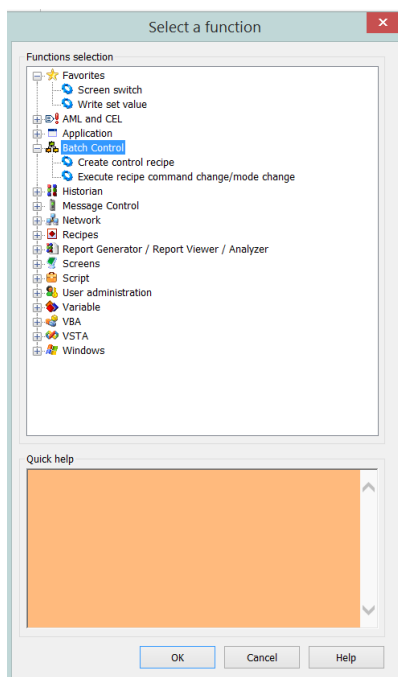 Select a function
Functions selection
Favorites
Screen switch
Write set value
AML and CEL
Application
Batch Control
Create control recipe
Execute recipe command change/mode change
Historian
Message Control
Network
Recipes
Report Generator / Report Viewer / Analyzer
Screens
Script
User administration
Variable
VBA
VSTA
Windows
Quick help
OK Cancel Help